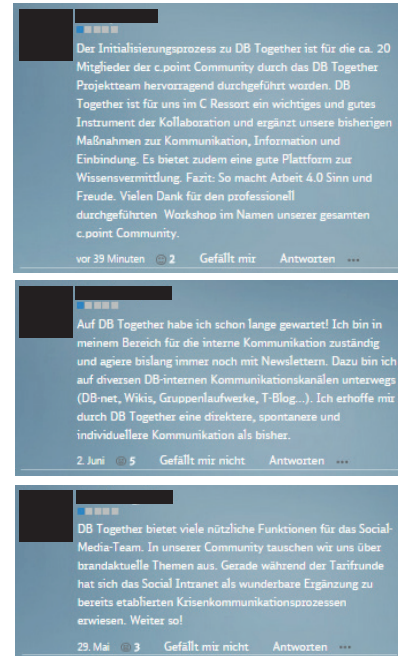 Der Initialisierungsprozess zu DB Together ist für die ca. 20
Mitglieder der c.point Community durch das DB Together
Projektteam hervorragend durchgeführt worden. DB
Together ist für uns im C Ressort ein wichtiges und gutes
Instrument der Kollaboration und ergänzt unsere bisherigen
Maßnahmen zur Kommunikation, Information und
Einbindung. Es bietet zudem eine gute Plattform zur
Wissensvermittlung. Fazit: So macht Arbeit 4.0 Sinn und
Freude. Vielen Dank für den professionell
durchgeführten Workshop im Namen unserer gesamten
c.point Community.
vor 39 Minuten 2 Gefällt mir Antworten ...
Auf DB Together habe ich schon lange gewartet! Ich bin in
meinem Bereich für die interne Kommunikation zuständig
und agiere bislang immer noch mit Newslettern. Dazu bin ich
auf diversen DB-internen Kommunikationskanälen unterwegs
(DB-net, Wikis, Gruppenlaufwerke, T-Blog...). Ich erhoffe mir
durch DB Together eine direktere, spontanere und
individuellere Kommunikation als bisher.
2. Juni 5 Gefällt mir nicht Antworten ...
DB Together bietet viele nützliche Funktionen für das Social-
Media-Team. In unserer Community tauschen wir uns über
brandaktuelle Themen aus. Gerade während der Tarifrunde
hat sich das Social Intranet als wunderbare Ergänzung zu
bereits etablierten Krisenkommunikationsprozessen
erwiesen. Weiter so!
29. Mai 3 Gefällt mir nicht Antworten ...